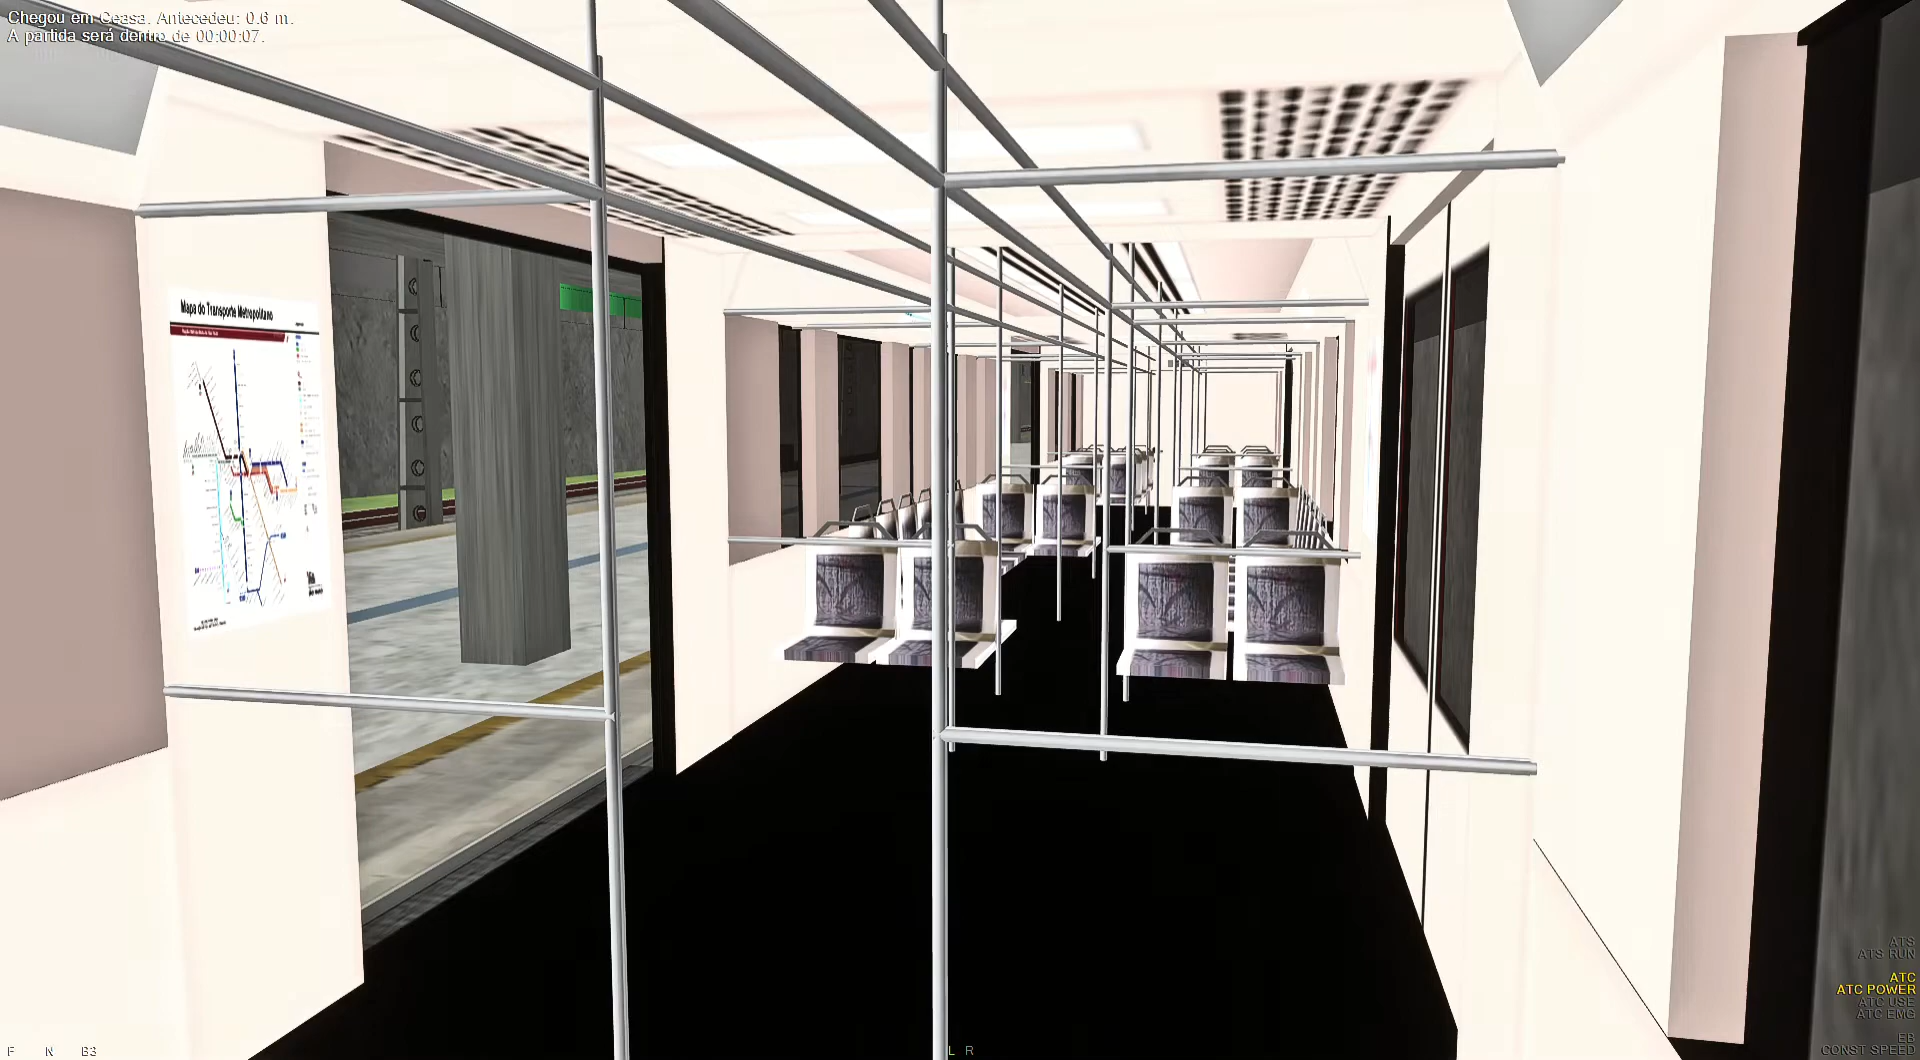 Chegou em Ceasa. Antecedeu: 0.6 m.
A partida será dentro de 00:00:07.
Mapa do Transporte Metropolitano
ATS
ATS RUN
ATC
ATC POWER
ATC USE
ATC EMG
EB
CONST SPEED
F N B3
L R